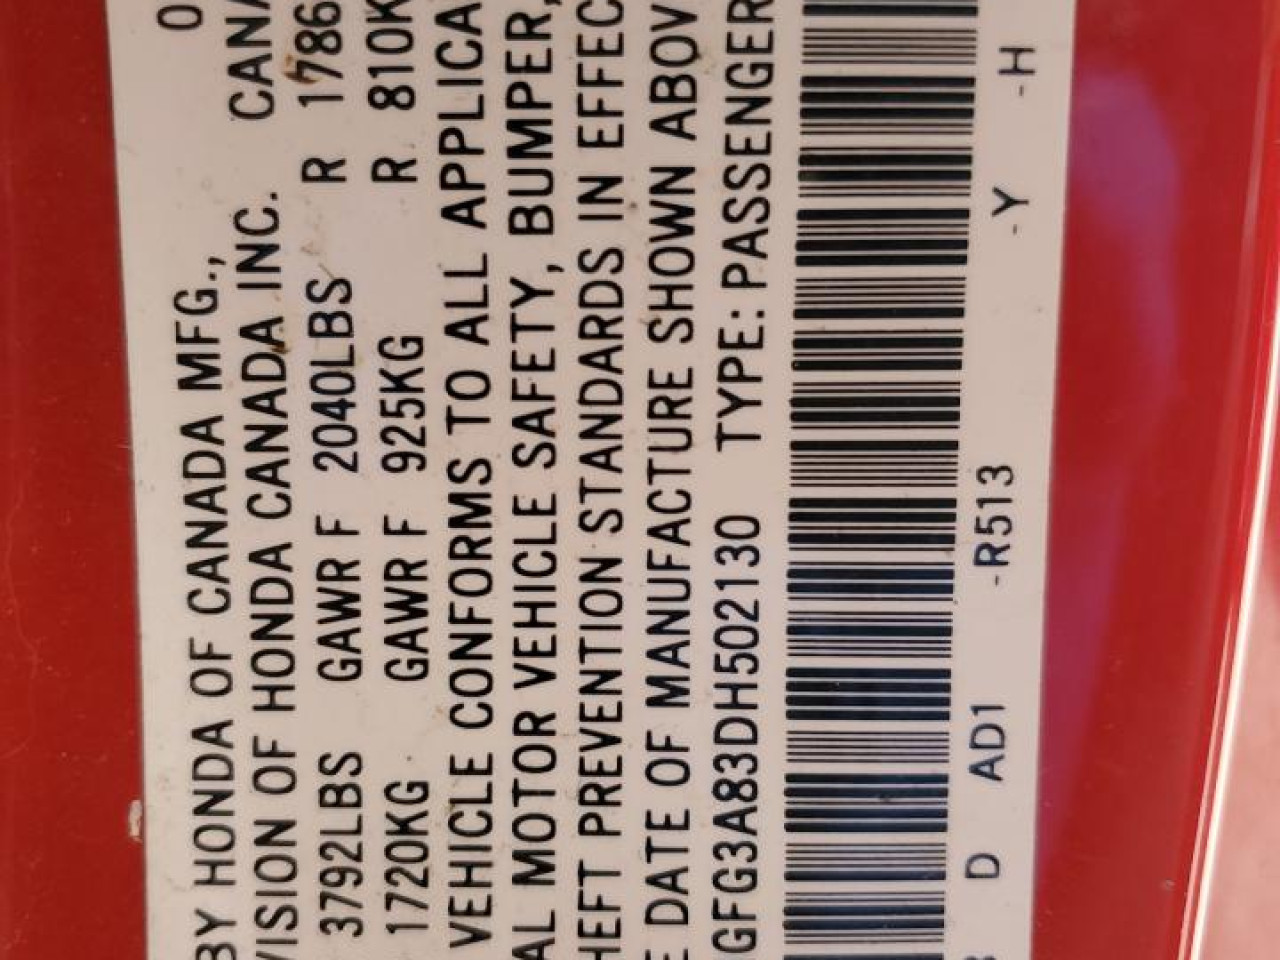 BY HONDA OF CANADA MFG., 0
VISION OF HONDA CANADA INC. CANA
3792LBS GAWR F 2040LBS R 1786
1720KG GAWR F 925KG R 810K
VEHICLE CONFORMS TO ALL APPLICA
AL MOTOR VEHICLE SAFETY, BUMPER,
HEFT PREVENTION STANDARDS IN EFFEC
E DATE OF MANUFACTURE SHOWN ABOV
GFG3A83DH502130 TYPE: PASSENGER
D AD1 -R513 -Y -H